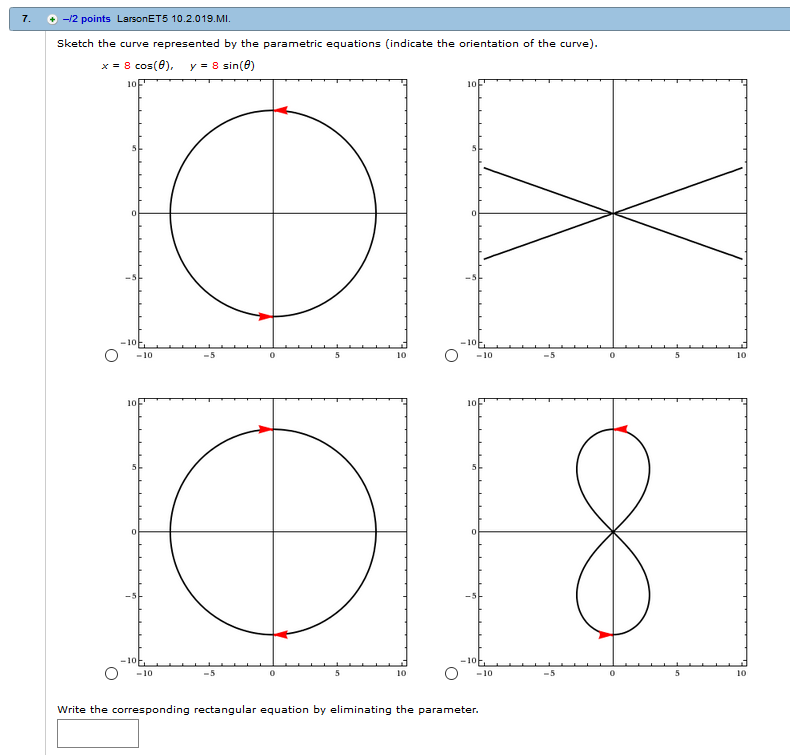 7. –/2 points LarsonET5 10.2.019.MI.
Sketch the curve represented by the parametric equations (indicate the orientation of the curve).
x = 8 cos(θ), y = 8 sin(θ)
10 10
5 5
0 0
−5 −5
−10 −10
−10 −5 0 5 10 −10 −5 0 5 10
10 10
5 5
0 0
−5 −5
−10 −10
−10 −5 0 5 10 −10 −5 0 5 10
Write the corresponding rectangular equation by eliminating the parameter.